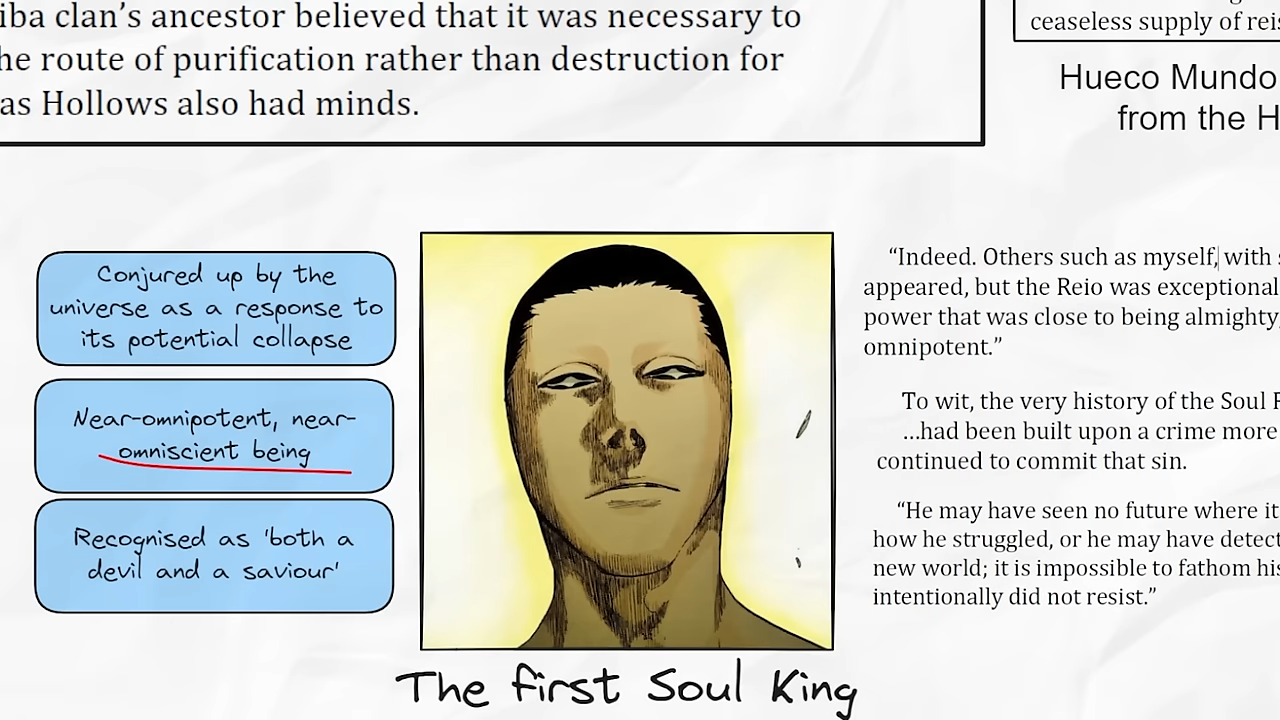 iba clan's ancestor believed that it was necessary to
he route of purification rather than destruction for
as Hollows also had minds.
ceaseless supply of reis
Hueco Mundo
from the H
Conjured up by the
universe as a response to
its potential collapse
Near-omnipotent, near-
omniscient being
Recognised as 'both a
devil and a saviour'
The first Soul King
“Indeed. Others such as myself, with s
appeared, but the Reio was exceptional
power that was close to being almighty
omnipotent.”
To wit, the very history of the Soul
...had been built upon a crime more
continued to commit that sin.
“He may have seen no future where it
how he struggled, or he may have detect
new world; it is impossible to fathom his
intentionally did not resist.”